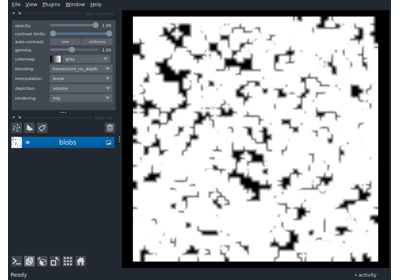 File View Plugins Window Help
opacity: 1.00
contrast limits:
auto-contrast: once continuous
gamma: 1.00
colormap: gray
blending: translucent_no_depth
interpolation: linear
depiction: volume
rendering: mip
blobs
Ready activity